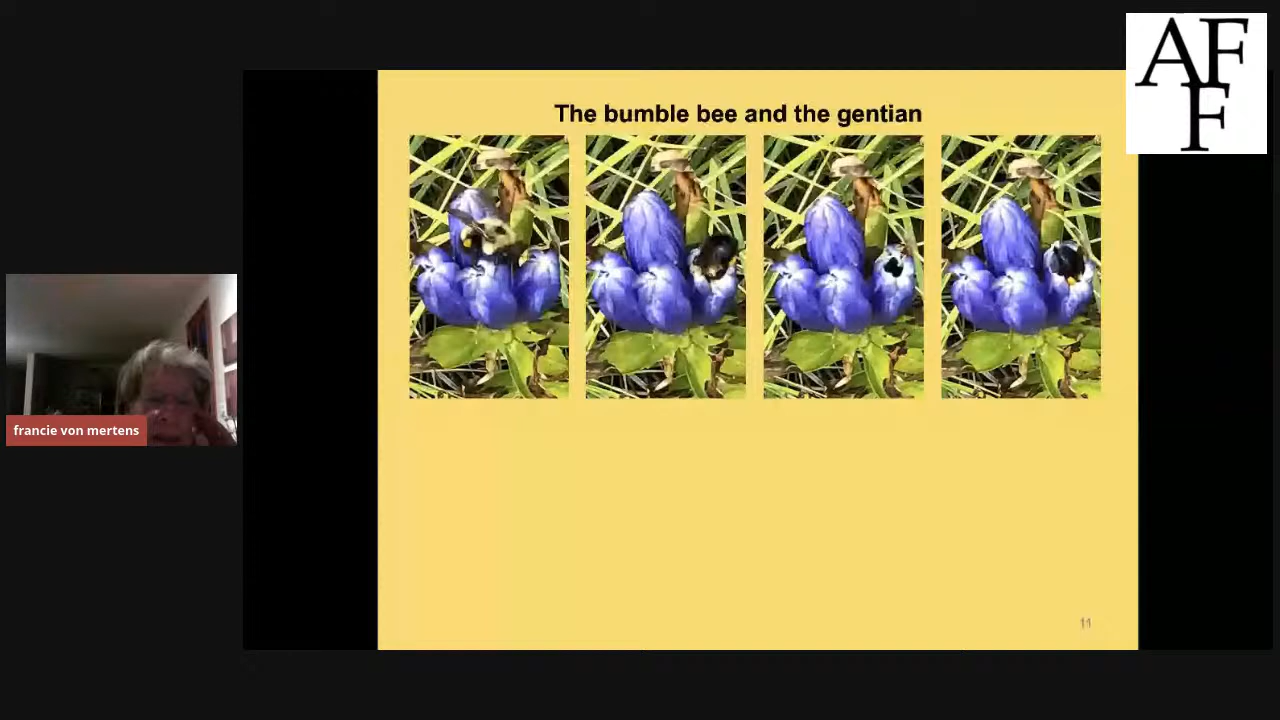 AF
F
The bumble bee and the gentian
francie von mertens
11